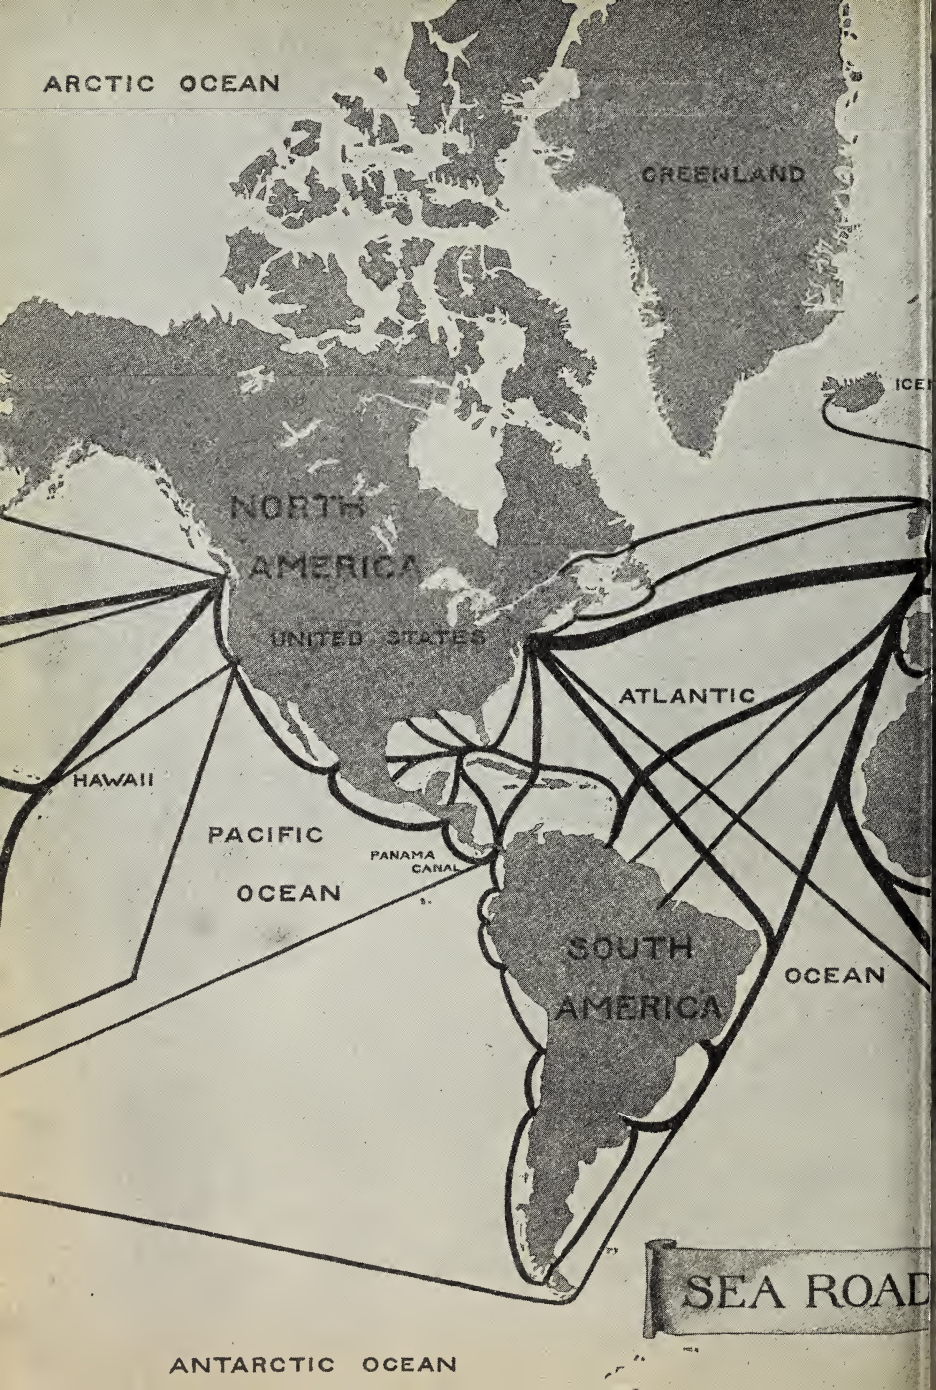 ARCTIC OCEAN
GREENLAND
ICE
NORTH
AMERICA
UNITED STATES
ATLANTIC
HAWAII
PACIFIC
PANAMA
CANAL
OCEAN
SOUTH
OCEAN
AMERICA
SEA ROAD
ANTARCTIC OCEAN